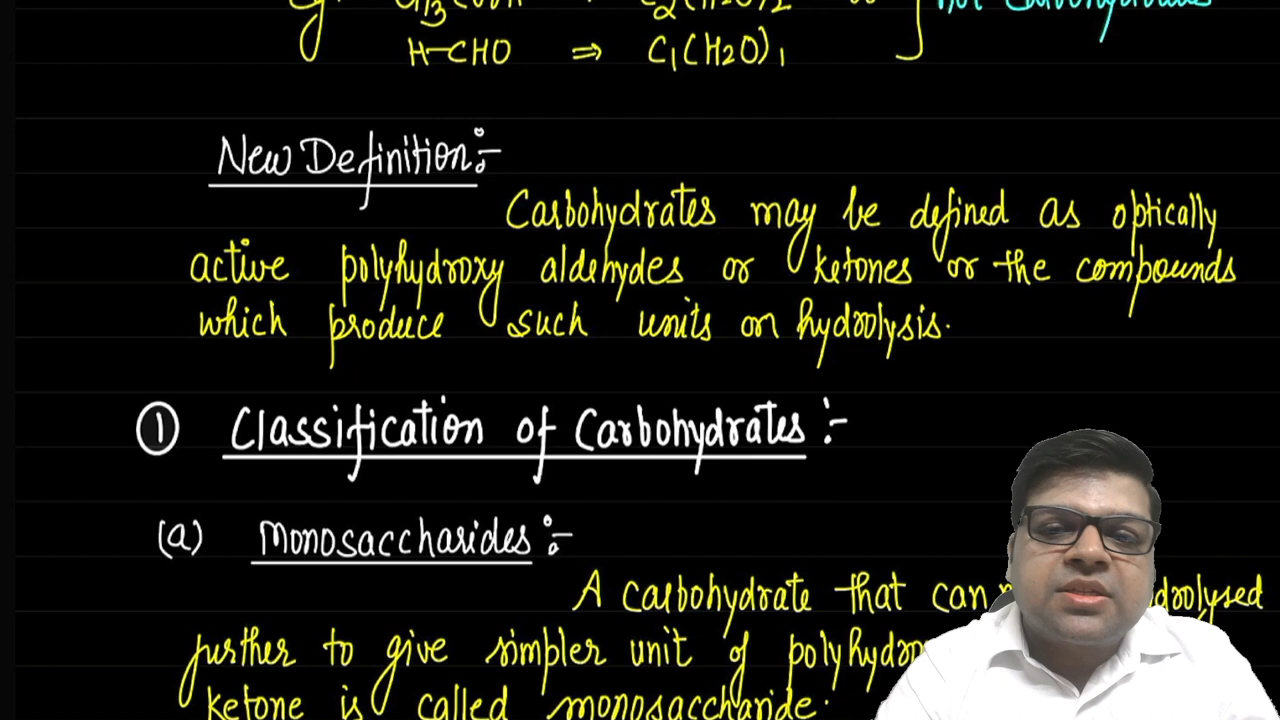 H-CHO ⇒ C1(H2O)1
New Definition:-
Carbohydrates may be defined as optically
active polyhydroxy aldehydes or ketones or the compounds
which produce such units on hydrolysis.
① Classification of Carbohydrates:-
(a) Monosaccharides:-
A carbohydrate that
further to give simpler unit of
ketone is called monosaccharide.